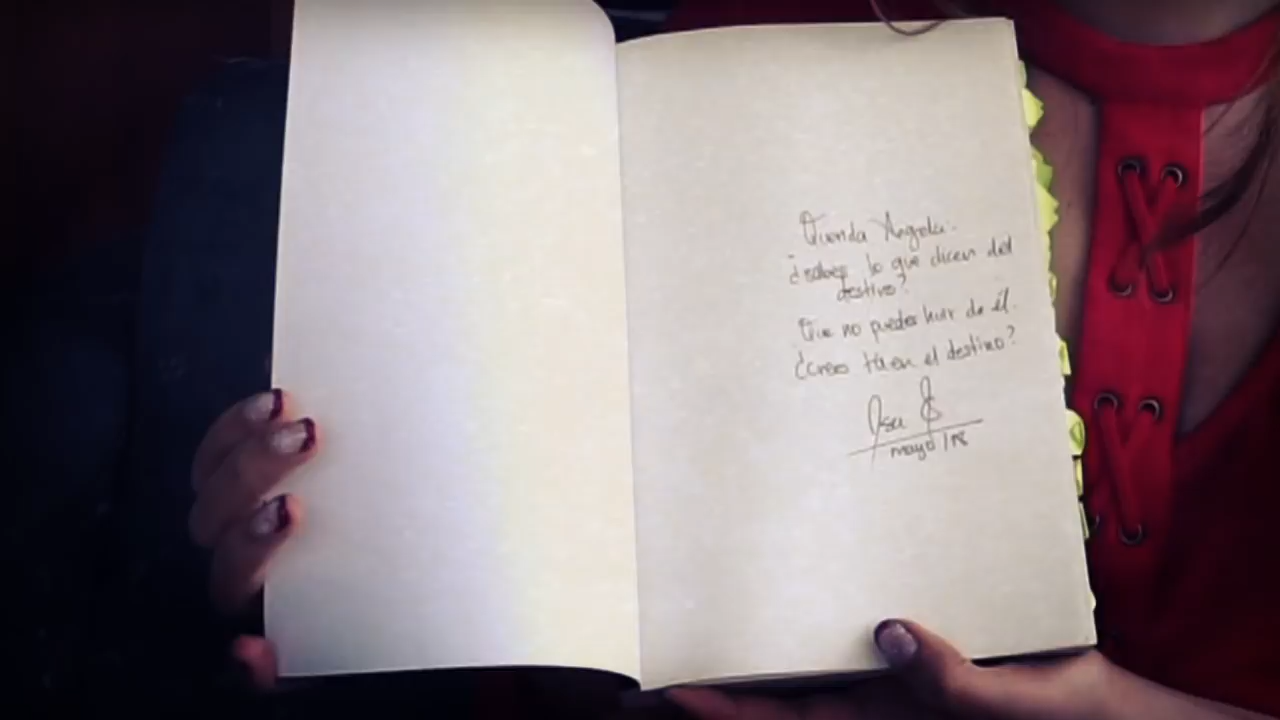 Querida Angela:
¿sabes lo que dicen del
destino?
Que no puedes huir de él.
¿Crees tú en el destino?
Isa
mayo/18